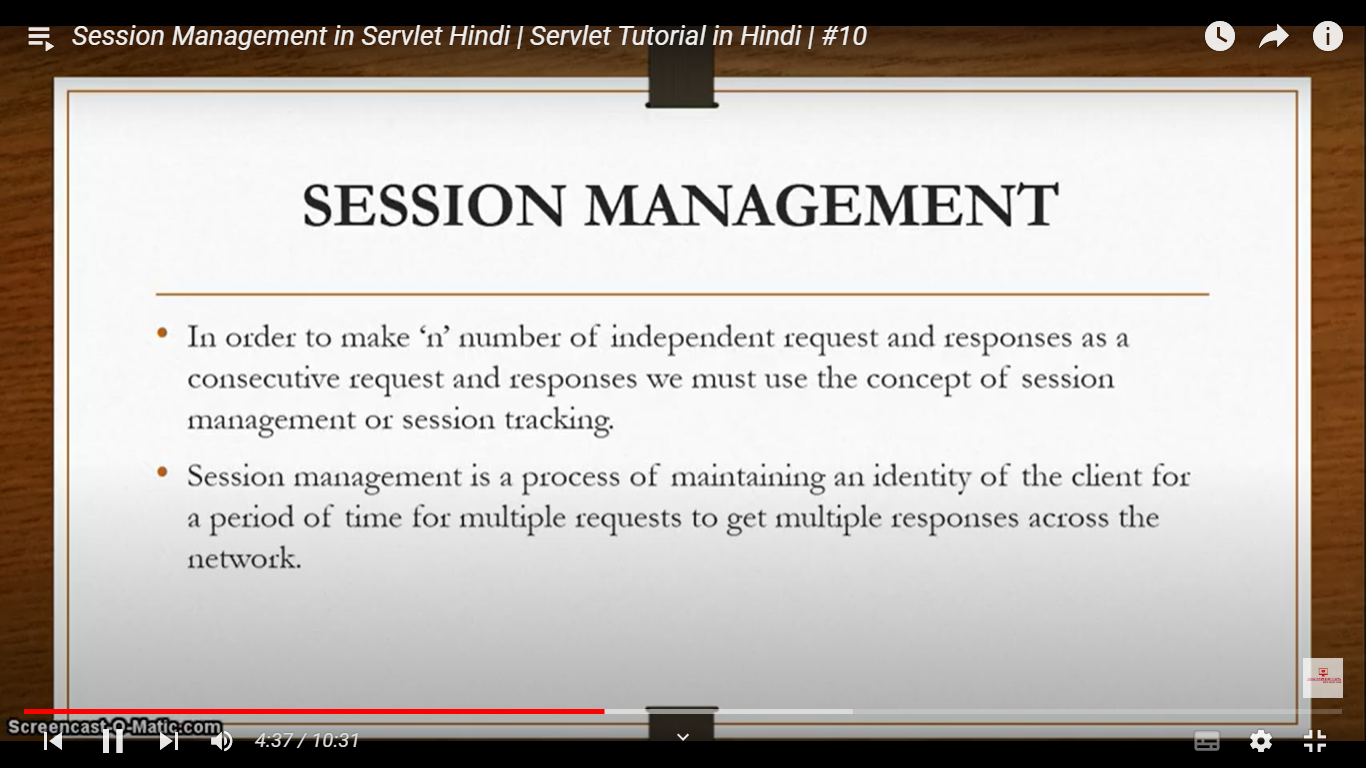 Session Management in Servlet Hindi | Servlet Tutorial in Hindi | #10
SESSION MANAGEMENT
• In order to make ‘n’ number of independent request and responses as a
consecutive request and responses we must use the concept of session
management or session tracking.
• Session management is a process of maintaining an identity of the client for
a period of time for multiple requests to get multiple responses across the
network.
Screencast-O-Matic.com
4:37 / 10:31